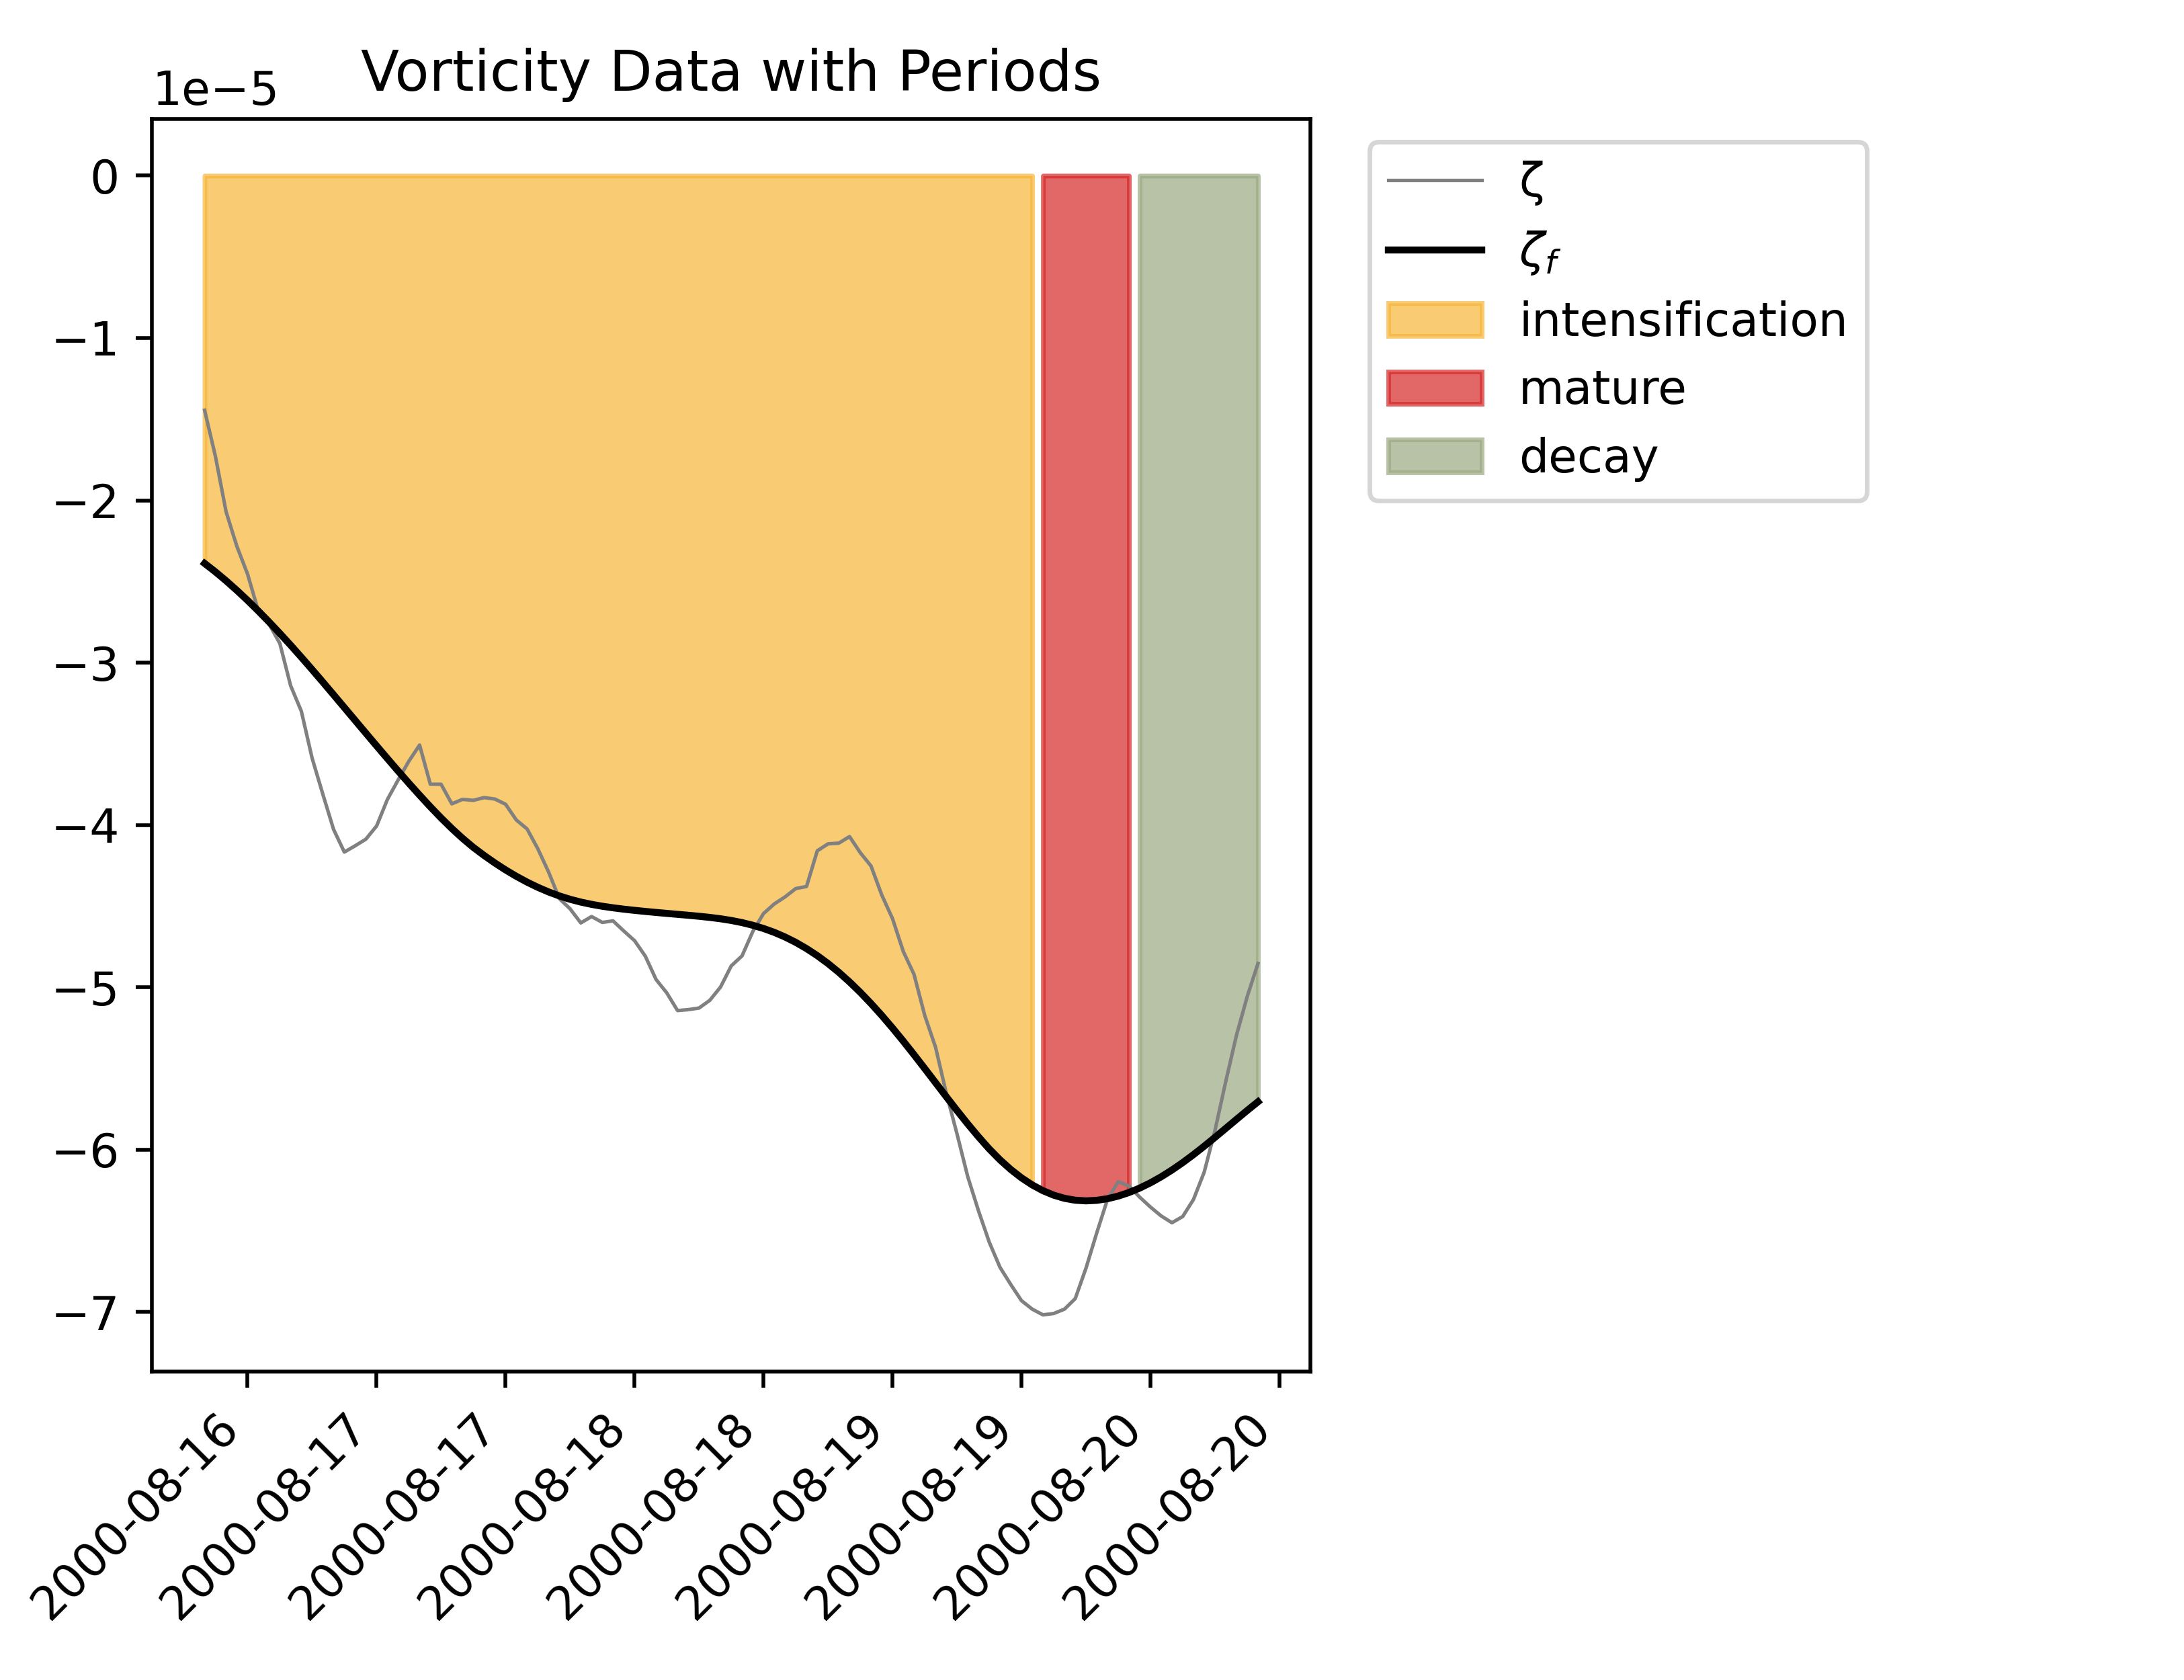 Vorticity Data with Periods
1e−5
0
−1
−2
−3
−4
−5
−6
−7
2000-08-16
2000-08-17
2000-08-17
2000-08-18
2000-08-18
2000-08-19
2000-08-19
2000-08-20
2000-08-20
ζ
ζf
intensification
mature
decay